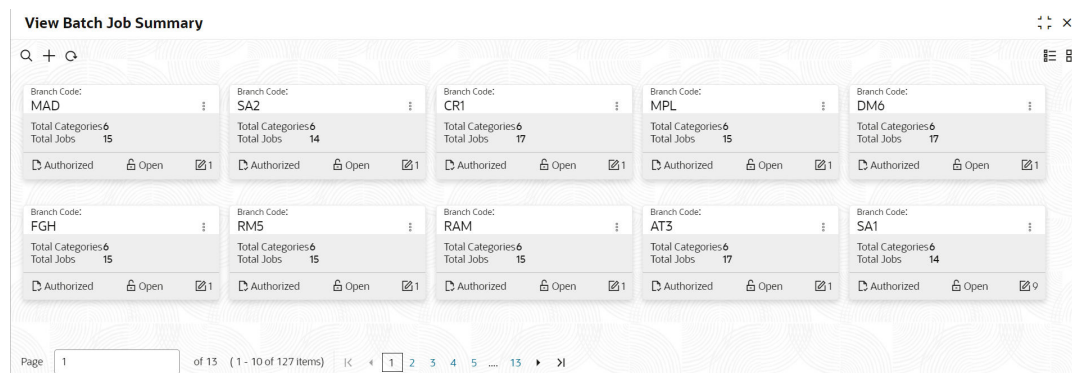 View Batch Job Summary
Branch Code: Branch Code: Branch Code: Branch Code: Branch Code:
MAD SA2 CR1 MPL DM6
Total Categories6 Total Categories6 Total Categories6 Total Categories6 Total Categories6
Total Jobs 15 Total Jobs 14 Total Jobs 17 Total Jobs 15 Total Jobs 17
Authorized Open 1 Authorized Open 1 Authorized Open 1 Authorized Open 1 Authorized Open 1
Branch Code: Branch Code: Branch Code: Branch Code: Branch Code:
FGH RM5 RAM AT3 SA1
Total Categories6 Total Categories6 Total Categories6 Total Categories6 Total Categories6
Total Jobs 15 Total Jobs 15 Total Jobs 15 Total Jobs 17 Total Jobs 14
Authorized Open 1 Authorized Open 1 Authorized Open 1 Authorized Open 1 Authorized Open 9
Page 1 of 13 (1 - 10 of 127 items) 1 2 3 4 5 .... 13